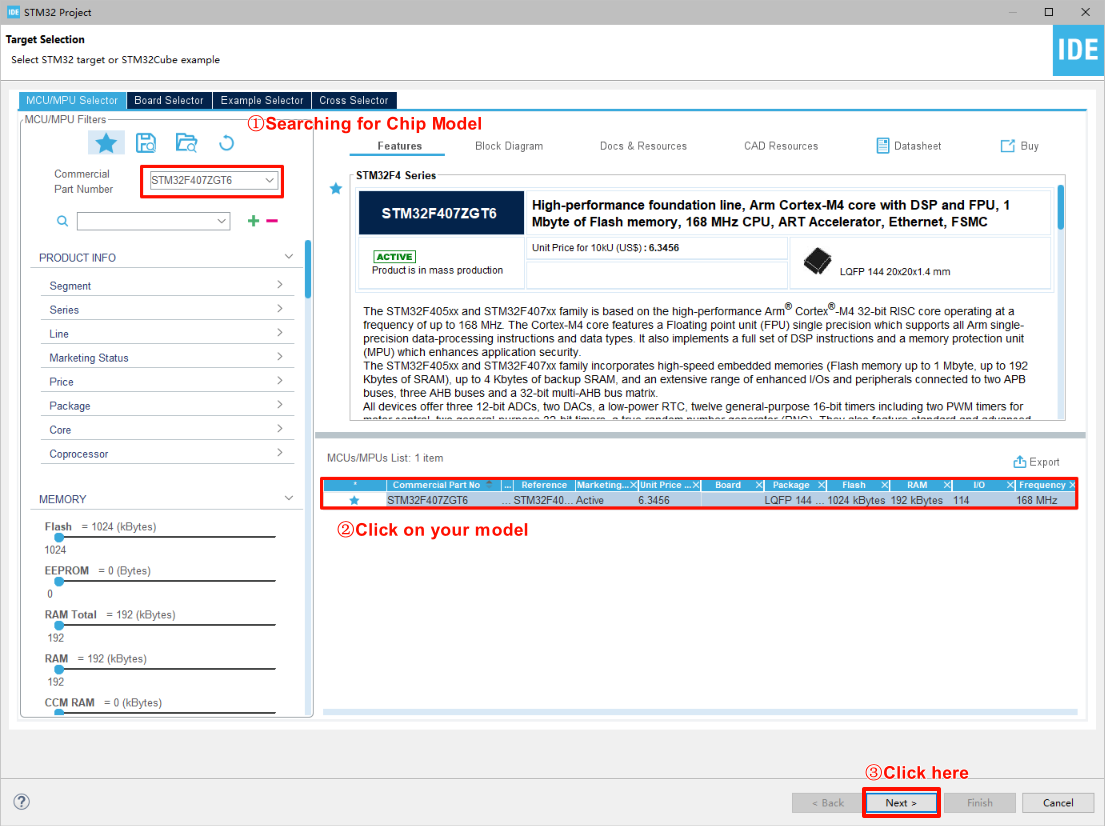 IDE STM32 Project
Target Selection
Select STM32 target or STM32Cube example
IDE
MCU/MPU Selector Board Selector Example Selector Cross Selector
MCU/MPU Filters
①Searching for Chip Model
Commercial
Part Number
STM32F407ZGT6
PRODUCT INFO
Segment
Series
Line
Marketing Status
Price
Package
Core
Coprocessor
MEMORY
Flash = 1024 (kBytes)
1024
EEPROM = 0 (Bytes)
0
RAM Total = 192 (kBytes)
192
RAM = 192 (kBytes)
192
CCM RAM = 0 (kBytes)
Features Block Diagram Docs & Resources CAD Resources Datasheet Buy
STM32F4 Series
STM32F407ZGT6
High-performance foundation line, Arm Cortex-M4 core with DSP and FPU, 1
Mbyte of Flash memory, 168 MHz CPU, ART Accelerator, Ethernet, FSMC
ACTIVE
Product is in mass production
Unit Price for 10kU (US$) : 6.3456
LQFP 144 20x20x1.4 mm
The STM32F405xx and STM32F407xx family is based on the high-performance Arm® Cortex®-M4 32-bit RISC core operating at a
frequency of up to 168 MHz. The Cortex-M4 core features a Floating point unit (FPU) single precision which supports all Arm single-
precision data-processing instructions and data types. It also implements a full set of DSP instructions and a memory protection unit
(MPU) which enhances application security.
The STM32F405xx and STM32F407xx family incorporates high-speed embedded memories (Flash memory up to 1 Mbyte, up to 192
Kbytes of SRAM), up to 4 Kbytes of backup SRAM, and an extensive range of enhanced I/Os and peripherals connected to two APB
buses, three AHB buses and a 32-bit multi-AHB bus matrix.
All devices offer three 12-bit ADCs, two DACs, a low-power RTC, twelve general-purpose 16-bit timers including two PWM timers for
MCUs/MPUs List: 1 item
Export
* Commercial Part No ... Reference Marketing... Unit Price ... Board Package Flash RAM I/O Frequency
STM32F407ZGT6 ... STM32F40... Active 6.3456 LQFP 144 ... 1024 kBytes 192 kBytes 114 168 MHz
②Click on your model
③Click here
? < Back Next > Finish Cancel